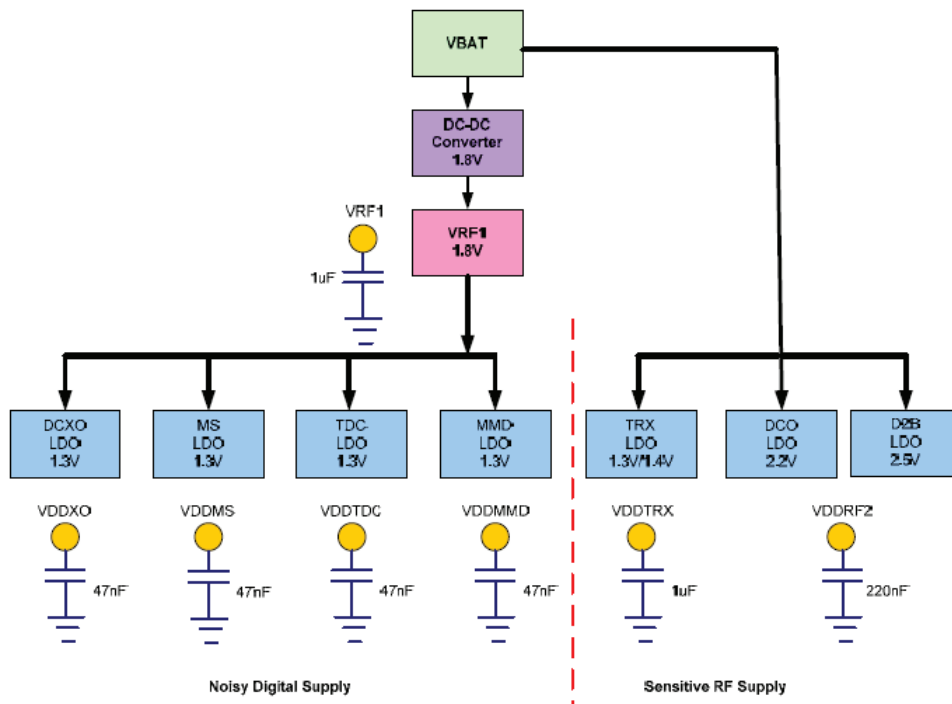 VBAT
DC-DC
Converter
1.8V
VRF1
VRF1
1.8V
1uF
DCXO
LDO
1.3V
MS
LDO
1.3V
TDC
LDO
1.3V
MMD
LDO
1.3V
TRX
LDO
1.3V/1.4V
DCO
LDO
2.2V
LDO
2.5V
VDDXO
VDDMS
VDDTDC
VDDMMD
VDDTRX
VDDRF2
47nF
47nF
47nF
47nF
1uF
220nF
Noisy Digital Supply
Sensitive RF Supply